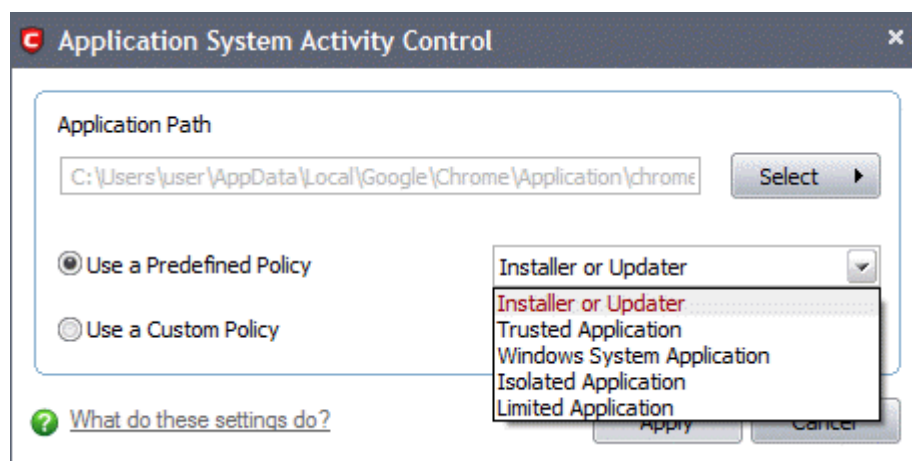 Application System Activity Control
Application Path
C:\Users\user\AppData\Local\Google\Chrome\Application\chrome
Select
Use a Predefined Policy
Installer or Updater
Installer or Updater
Trusted Application
Use a Custom Policy
Windows System Application
Isolated Application
Limited Application
What do these settings do?
Apply
Cancel